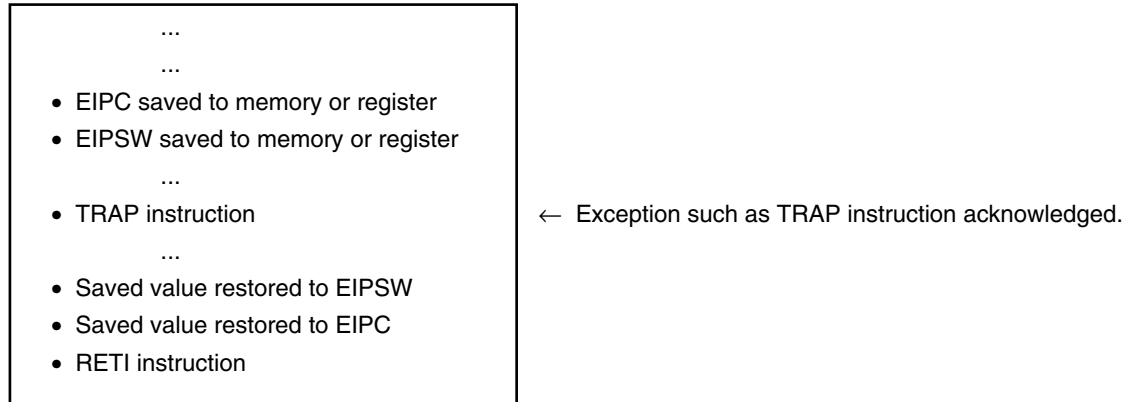 ...
...
• EIPC saved to memory or register
• EIPSW saved to memory or register
...
• TRAP instruction ← Exception such as TRAP instruction acknowledged.
...
• Saved value restored to EIPSW
• Saved value restored to EIPC
• RETI instruction